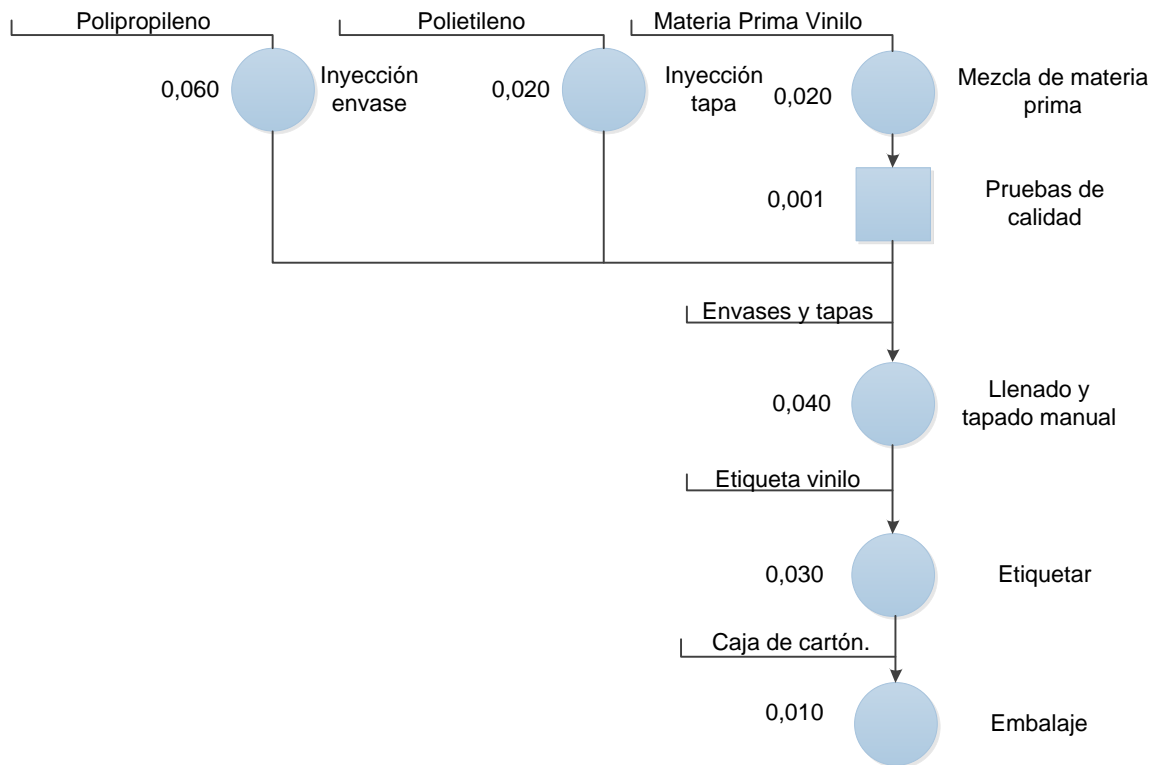 Polipropileno
Polietileno
Materia Prima Vinilo
0,060
Inyección
envase
0,020
Inyección
tapa
0,020
Mezcla de materia
prima
0,001
Pruebas de
calidad
Envases y tapas
0,040
Llenado y
tapado manual
Etiqueta vinilo
0,030
Etiquetar
Caja de cartón.
0,010
Embalaje